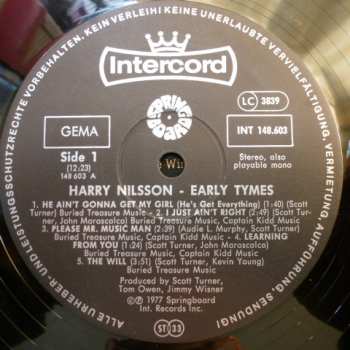 ALLE URHEBER- UND LEISTUNGSSCHUTZRECHTE VORBEHALTEN. KEIN VERLEIH! KEINE UNERLAUBTE VERVIELFÄLTIGUNG, VERMIETUNG, AUFFÜHRUNG, SENDUNG!
Intercord
SPRING BOARD
LC 3839
GEMA
INT 148.603
Side 1
(12:23)
148 603 A
Stereo, also
playable mono
HARRY NILSSON - EARLY TYMES
1. HE AIN'T GONNA GET MY GIRL (He's Get Everything) (1:40) (Scott
Turner) Buried Treasure Music - 2. I JUST AIN'T RIGHT (2:49) (Scott
Turner, John Marascalco) Buried Treasure Music, Captain Kidd Music
3. PLEASE MR. MUSIC MAN (2:39) (Audie L. Murphy, Scott Turner)
Buried Treasure Music, Captain Kidd Music - 4. LEARNING
FROM YOU (1:24) (Scott Turner, John Marascalco)
Buried Treasure Music, Captain Kidd Music
5. THE WILL (3:51) (Scott Turner, Kevin Young)
Buried Treasure Music
Produced by Scott Turner,
Tom Owen, Jimmy Wisner
℗ 1977 Springboard
Int. Records Inc.
ST 33